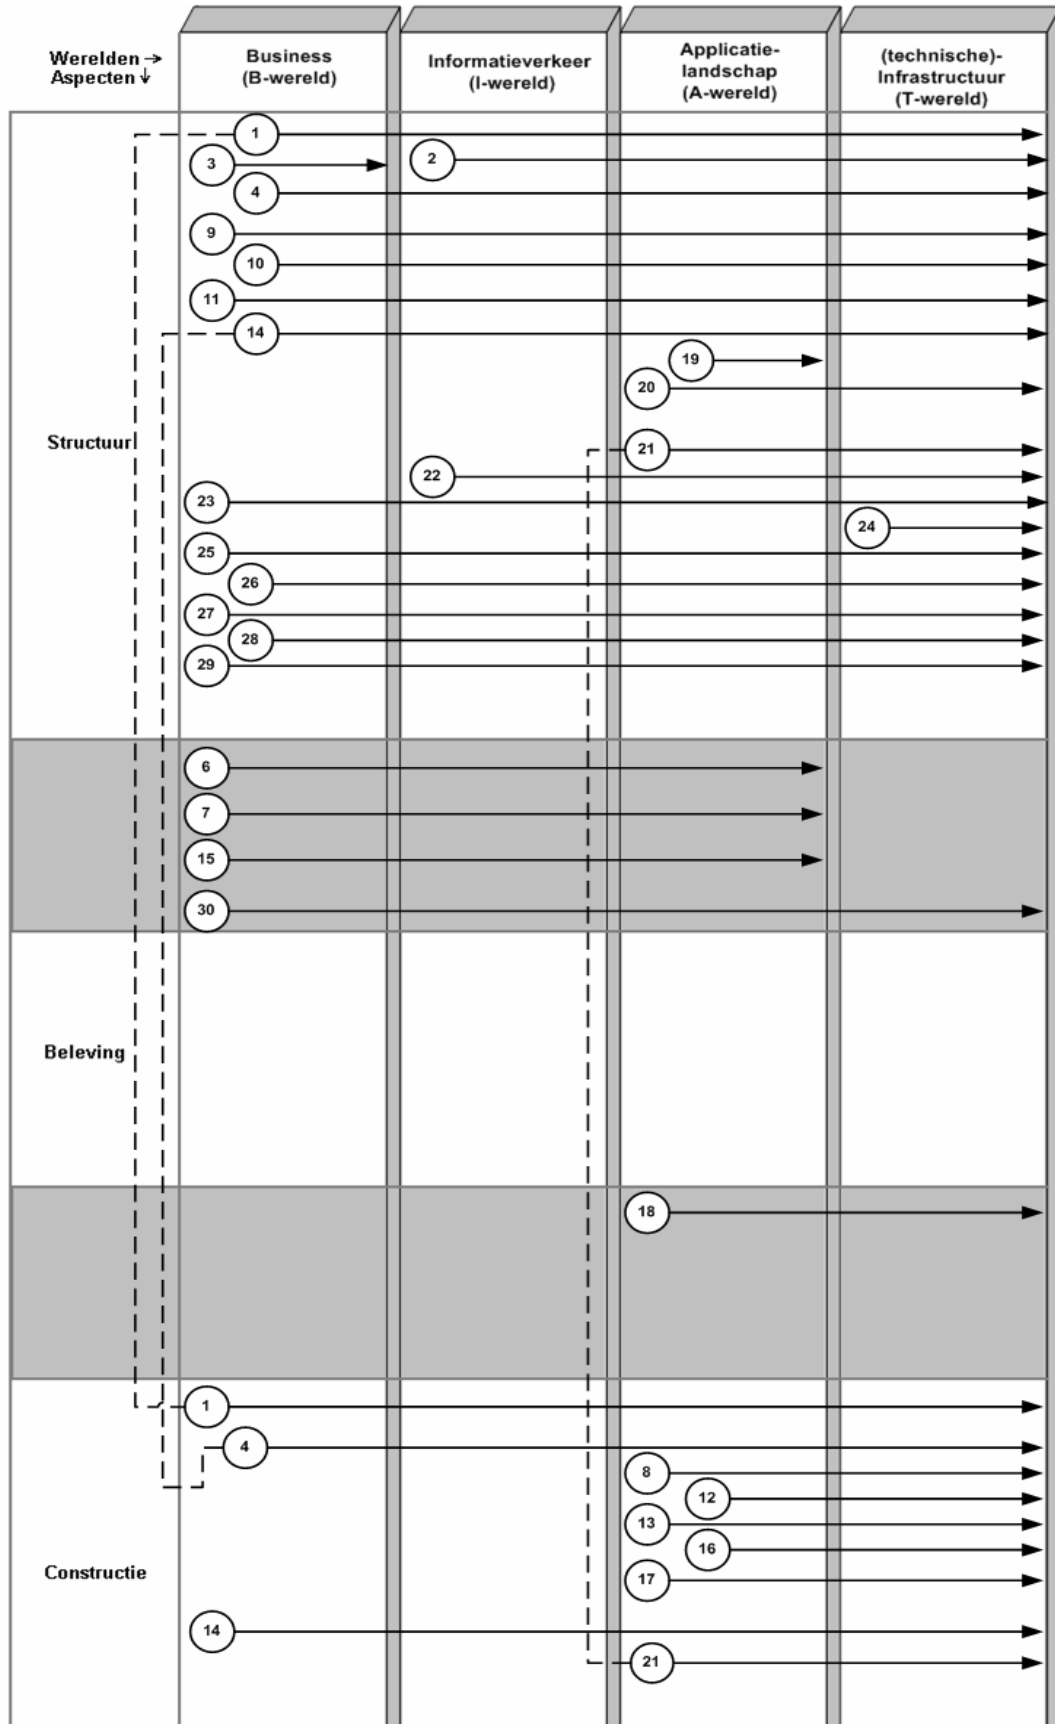 Werelden →
Aspecten ↓
Business
(B-wereld)
Informatieverkeer
(I-wereld)
Applicatie-
landschap
(A-wereld)
(technische)-
Infrastructuur
(T-wereld)
1
3
2
4
9
10
11
14
19
20
Structuur
21
22
23
24
25
26
27
28
29
6
7
15
30
Beleving
18
1
4
8
12
13
16
Constructie
17
14
21